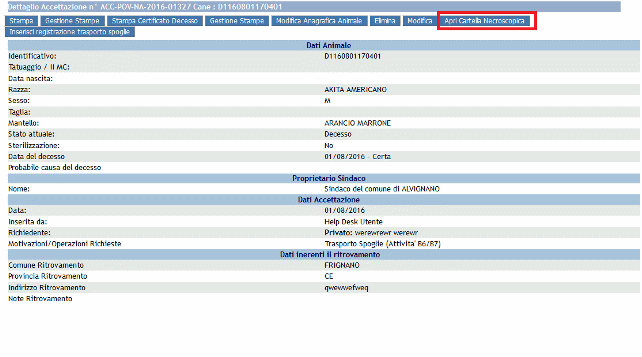 Dettaglio Accettazione n° ACC-POV-NA-2016-0132/ Cane : D1160801170401
Stampa Gestione Stampe Stampa Certificato Decesso Gestione Stampe Modifica Anagrafica Animale Elimina Modifica Apri Cartella Necroscopica
Inserisci registrazione trasporto spoglie
Dati Animale
Identificativo: D1160801170401
Tatuaggio / II MC:
Data nascita:
Razza: AKITA AMERICANO
Sesso: M
Taglia:
Mantello: ARANCIO MARRONE
Stato attuale: Decesso
Sterilizzazione: No
Data del decesso 01/08/2016 - Certa
Probabile causa del decesso
Proprietario Sindaco
Nome: Sindaco del comune di ALVIGNANO
Dati Accettazione
Data: 01/08/2016
Inserita da: Help Desk Utente
Richiedente: Privato: werewrewr werewr
Motivazioni/Operazioni Richieste Trasporto Spoglie (Attivita' B6/B7)
Dati inerenti il ritrovamento
Comune Ritrovamento FRIGNANO
Provincia Ritrovamento CE
Indirizzo Ritrovamento qwewwefweq
Note Ritrovamento